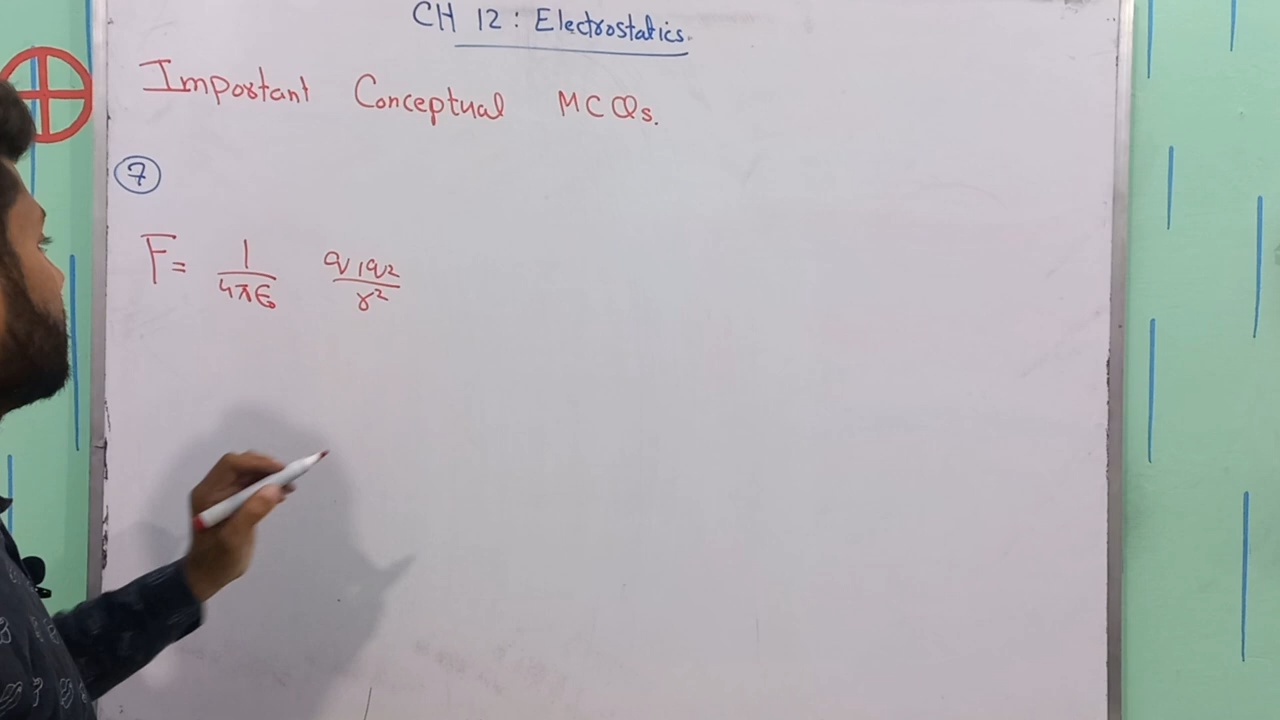 CH 12: Electrostatics.
Important Conceptual MCQs.
7
F = 1/4πϵ₀ q₁q₂/r²